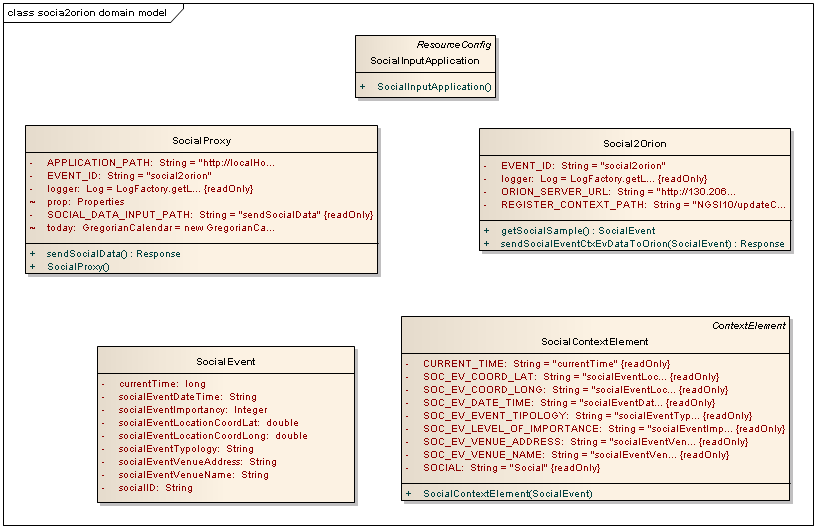 class socia2orion domain model
ResourceConfig
SocialInputApplication
+ SocialInputApplication()
SocialProxy
- APPLICATION_PATH: String = "http://localHo...
- EVENT_ID: String = "social2orion"
- logger: Log = LogFactory.getL... {readOnly}
~ prop: Properties
- SOCIAL_DATA_INPUT_PATH: String = "sendSocialData" {readOnly}
~ today: GregorianCalendar = new GregorianCa...
+ sendSocialData() : Response
+ SocialProxy()
Social2Orion
- EVENT_ID: String = "social2orion"
- logger: Log = LogFactory.getL... {readOnly}
- ORION_SERVER_URL: String = "http://130.206...
- REGISTER_CONTEXT_PATH: String = "NGSI10/updateC...
+ getSocialSample() : SocialEvent
+ sendSocialEventCtxEvDataToOrion(SocialEvent) : Response
SocialEvent
- currentTime: long
- socialEventDateTime: String
- socialEventImportancy: Integer
- socialEventLocationCoordLat: double
- socialEventLocationCoordLong: double
- socialEventTypology: String
- socialEventVenueAddress: String
- socialEventVenueName: String
- socialID: String
ContextElement
SocialContextElement
- CURRENT_TIME: String = "currentTime" {readOnly}
- SOC_EV_COORD_LAT: String = "socialEventLoc... {readOnly}
- SOC_EV_COORD_LONG: String = "socialEventLoc... {readOnly}
- SOC_EV_DATE_TIME: String = "socialEventDat... {readOnly}
- SOC_EV_EVENT_TIPOLOGY: String = "socialEventTyp... {readOnly}
- SOC_EV_LEVEL_OF_IMPORTANCE: String = "socialEventImp... {readOnly}
- SOC_EV_VENUE_ADDRESS: String = "socialEventVen... {readOnly}
- SOC_EV_VENUE_NAME: String = "socialEventVen... {readOnly}
- SOCIAL: String = "Social" {readOnly}
+ SocialContextElement(SocialEvent)